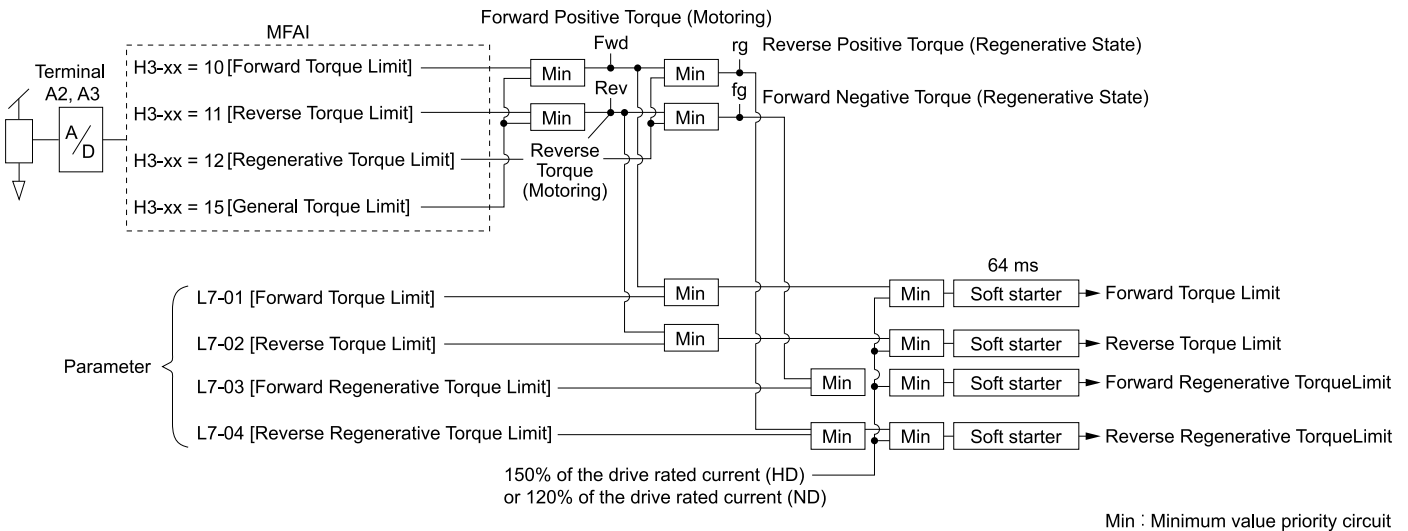 Forward Positive Torque (Motoring)
MFAI
Fwd
rg
Reverse Positive Torque (Regenerative State)
Terminal
A2, A3
H3-xx = 10 [Forward Torque Limit]
Min
Min
Rev
fg
Forward Negative Torque (Regenerative State)
A/D
H3-xx = 11 [Reverse Torque Limit]
Min
Min
H3-xx = 12 [Regenerative Torque Limit]
Reverse
Torque
(Motoring)
H3-xx = 15 [General Torque Limit]
64 ms
L7-01 [Forward Torque Limit]
Min
Min
Soft starter
Forward Torque Limit
L7-02 [Reverse Torque Limit]
Min
Min
Soft starter
Reverse Torque Limit
Parameter
L7-03 [Forward Regenerative Torque Limit]
Min
Min
Soft starter
Forward Regenerative TorqueLimit
L7-04 [Reverse Regenerative Torque Limit]
Min
Min
Soft starter
Reverse Regenerative TorqueLimit
150% of the drive rated current (HD)
or 120% of the drive rated current (ND)
Min : Minimum value priority circuit